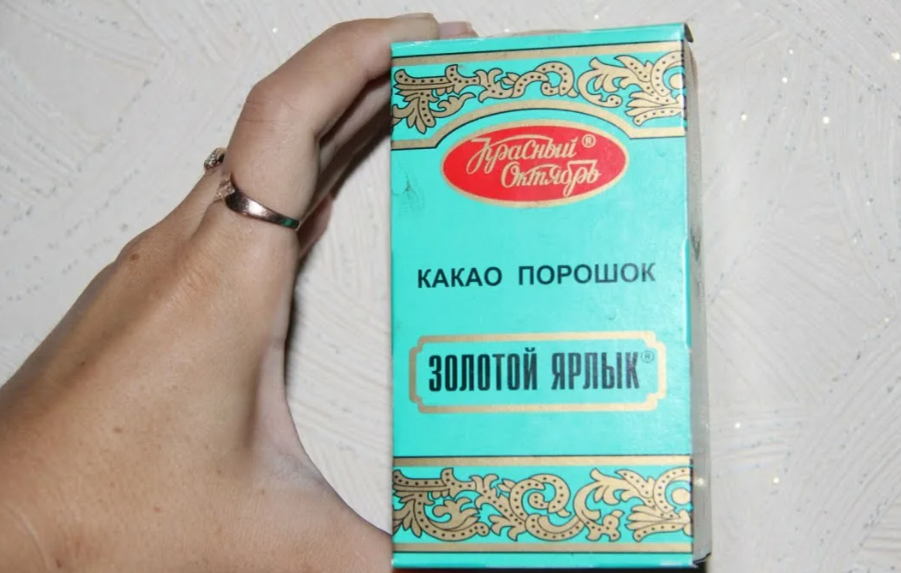 Красный®
Октябрь
КАКАО ПОРОШОК
ЗОЛОТОЙ ЯРЛЫК®